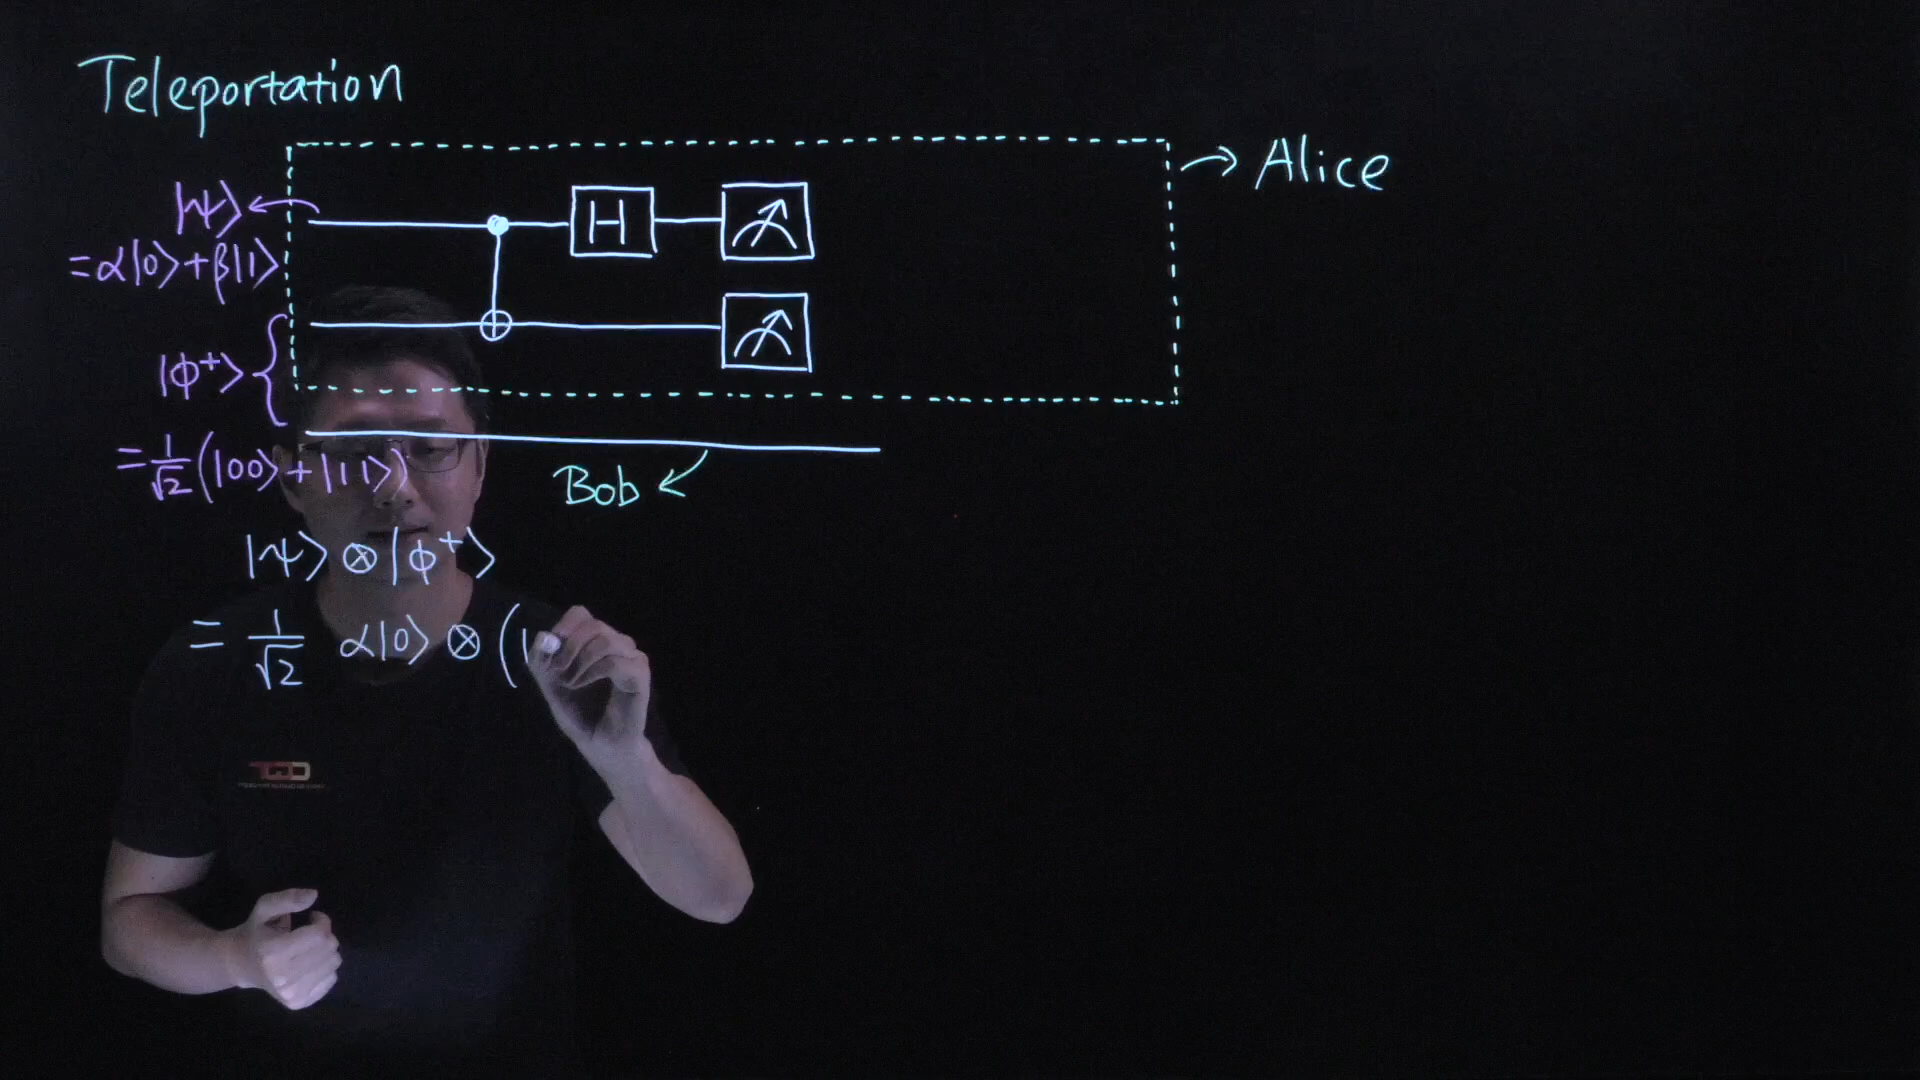 Teleportation
Alice
|ψ⟩
H
=α|0⟩+β|1⟩
|ϕ⁺⟩
=1/√2(|00⟩+|11⟩)
Bob
|ψ⟩⊗|ϕ⁺⟩
= 1/√2 α|0⟩⊗(|